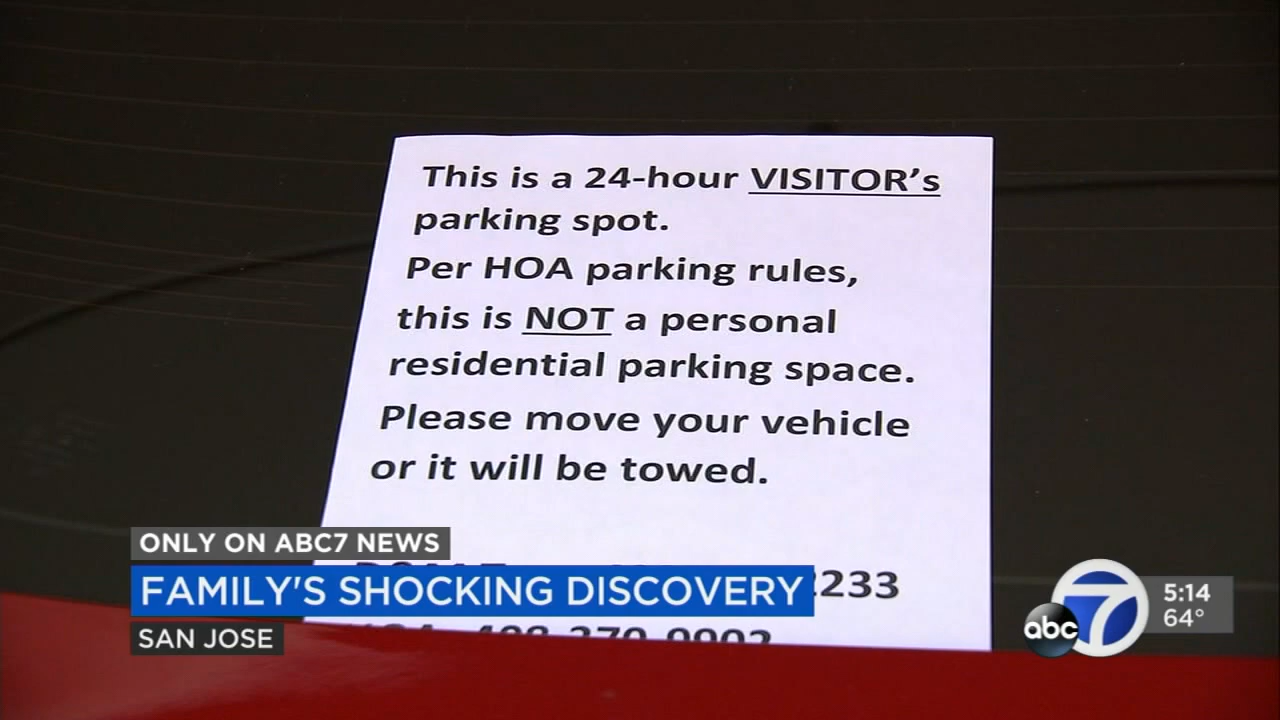 This is a 24-hour VISITOR's
parking spot.
Per HOA parking rules,
this is NOT a personal
residential parking space.
Please move your vehicle
or it will be towed.
2233
ONLY ON ABC7 NEWS
FAMILY'S SHOCKING DISCOVERY
SAN JOSE
abc 7
5:14
64°